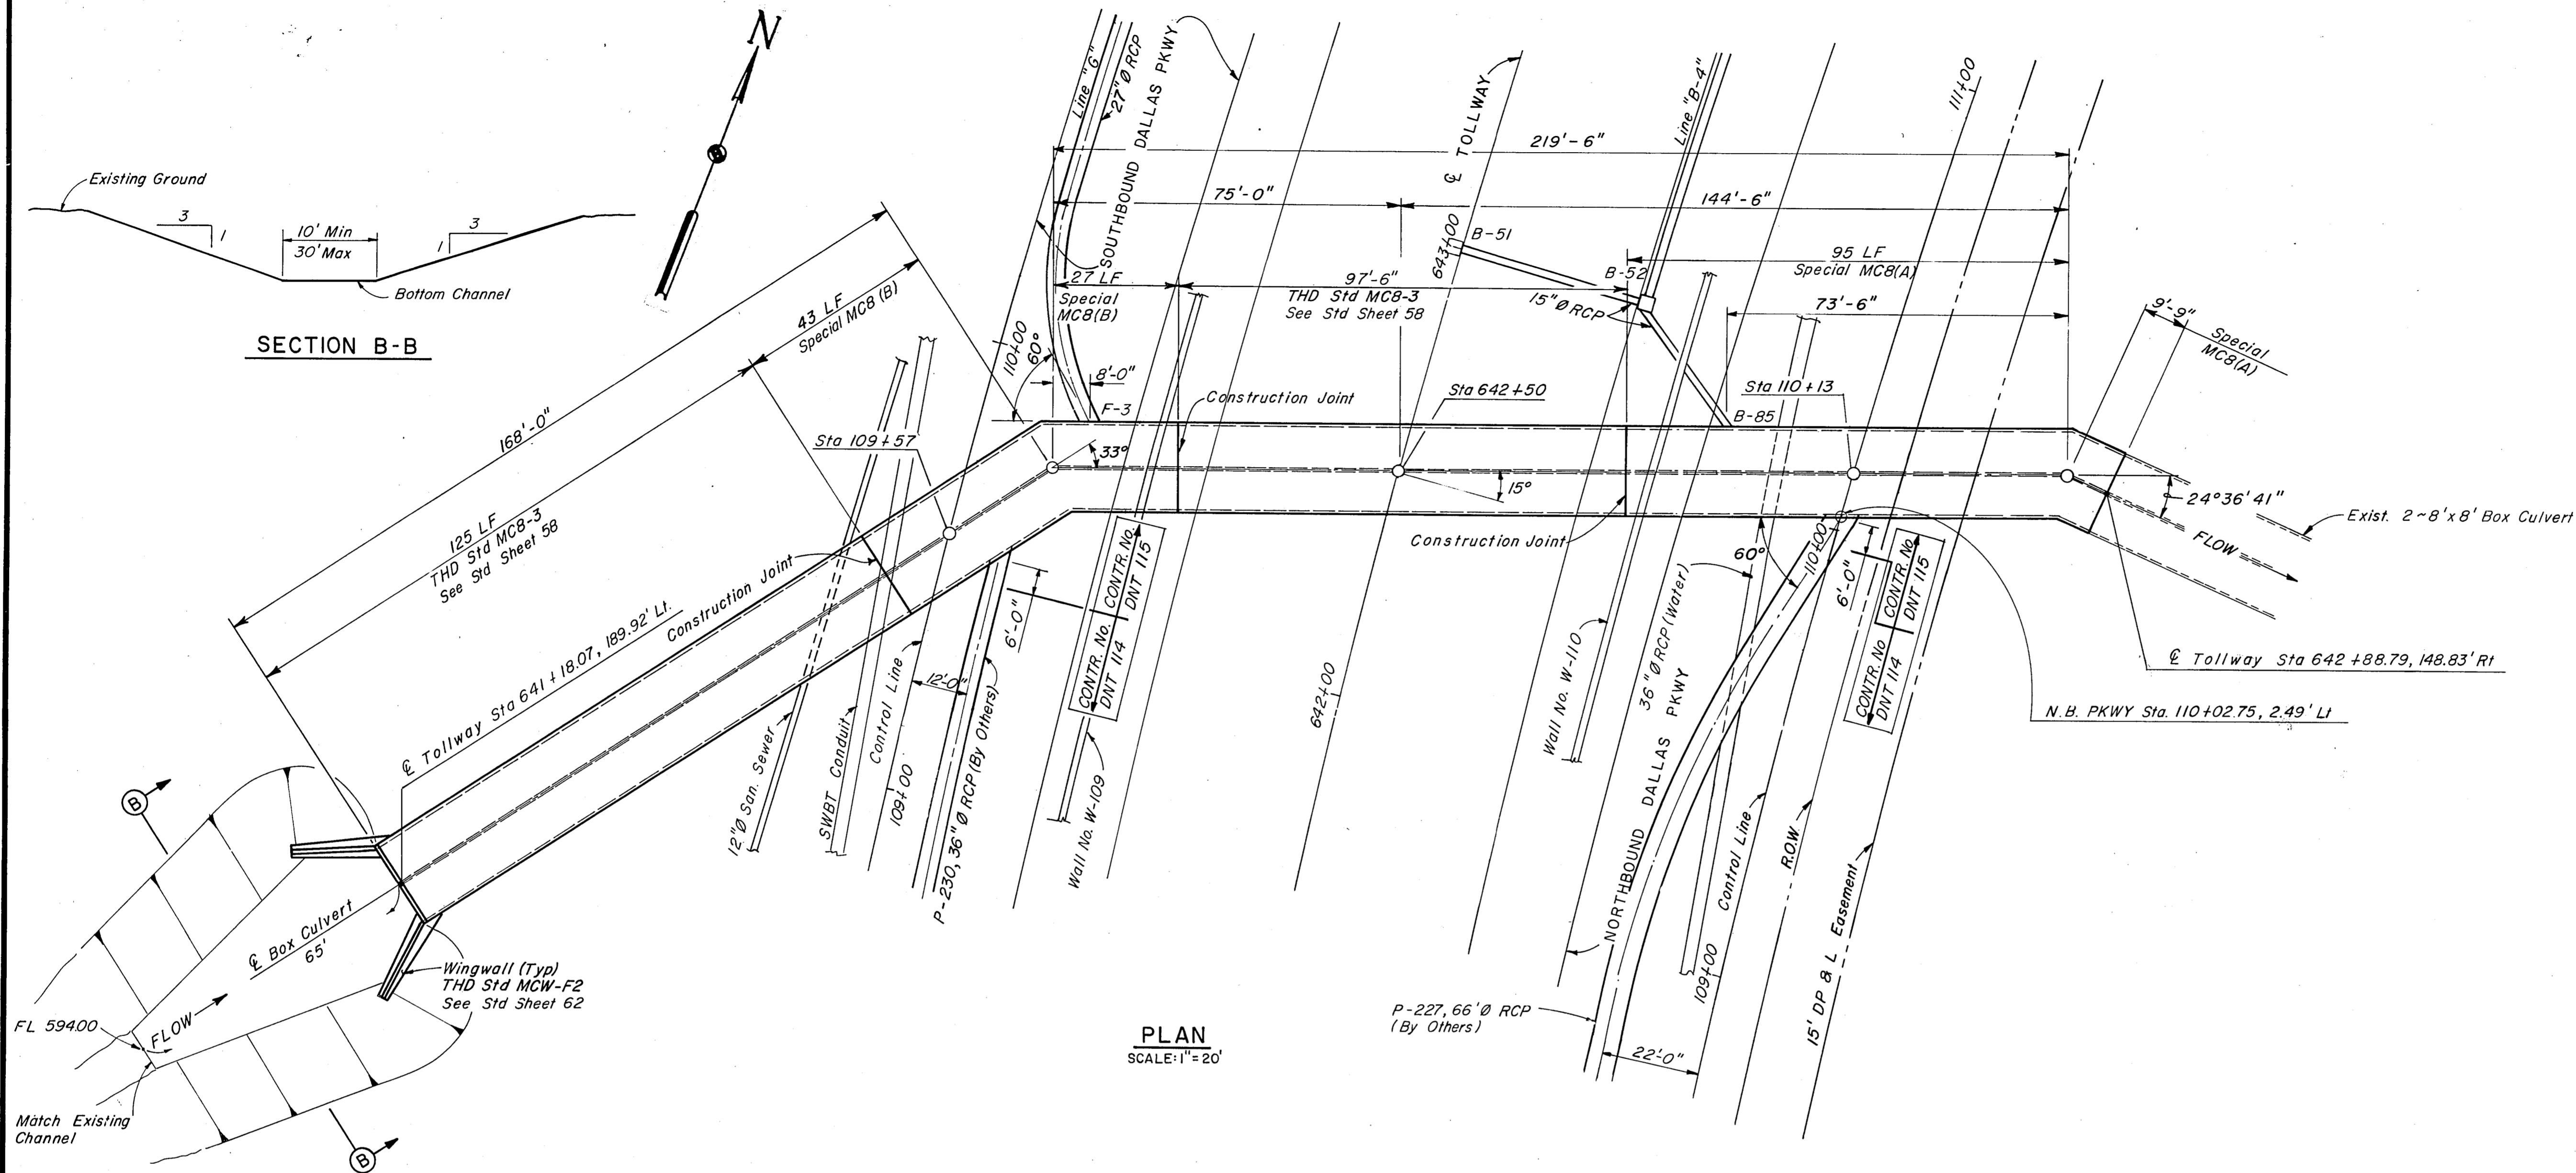 N
Existing Ground
3
1
10' Min
30' Max
3
1
Bottom Channel
SECTION B-B
Line "G"
27" Ø RCP
SOUTHBOUND DALLAS PKWY
℄ TOLLWAY
Line "B-4"
111+00
219'-6"
75'-0"
144'-6"
643+00
B-51
B-52
95 LF
Special MC8(A)
27 LF
Special
MC8(B)
97'-6"
THD Std MC8-3
See Std Sheet 58
15" Ø RCP
73'-6"
9'-9"
Special
MC8(A)
43 LF
Special MC8 (B)
168'-0"
125 LF
THD Std MC8-3
See Std Sheet 58
110+00
60°
8'-0"
F-3
Construction Joint
Sta 642+50
Sta 110+13
B-85
Sta 109+57
33°
15°
24°36'41"
Exist. 2~8'x8' Box Culvert
FLOW
Construction Joint
Construction Joint
℄ Tollway Sta 641+18.07, 189.92' Lt.
60°
110+00
6'-0"
CONTR. No.
DNT 115
CONTR. No.
DNT 114
6'-0"
CONTR. No.
DNT 115
CONTR. No
DNT 114
℄ Tollway Sta 642+88.79, 148.83' Rt
N.B. PKWY Sta. 110+02.75, 2.49' Lt
12" Ø San. Sewer
SWBT Conduit
Control Line
109+00
12'-0"
P-230, 36" Ø RCP (By Others)
Wall No. W-109
642+00
Wall No. W-110
36" Ø RCP (Water)
NORTHBOUND DALLAS PKWY
Control Line
109+00
R.O.W.
15' DP & L Easement
B
℄ Box Culvert
65'
Wingwall (Typ)
THD Std MCW-F2
See Std Sheet 62
FL 594.00
FLOW
Match Existing
Channel
B
PLAN
SCALE: 1"=20'
P-227, 66' Ø RCP
(By Others)
22'-0"